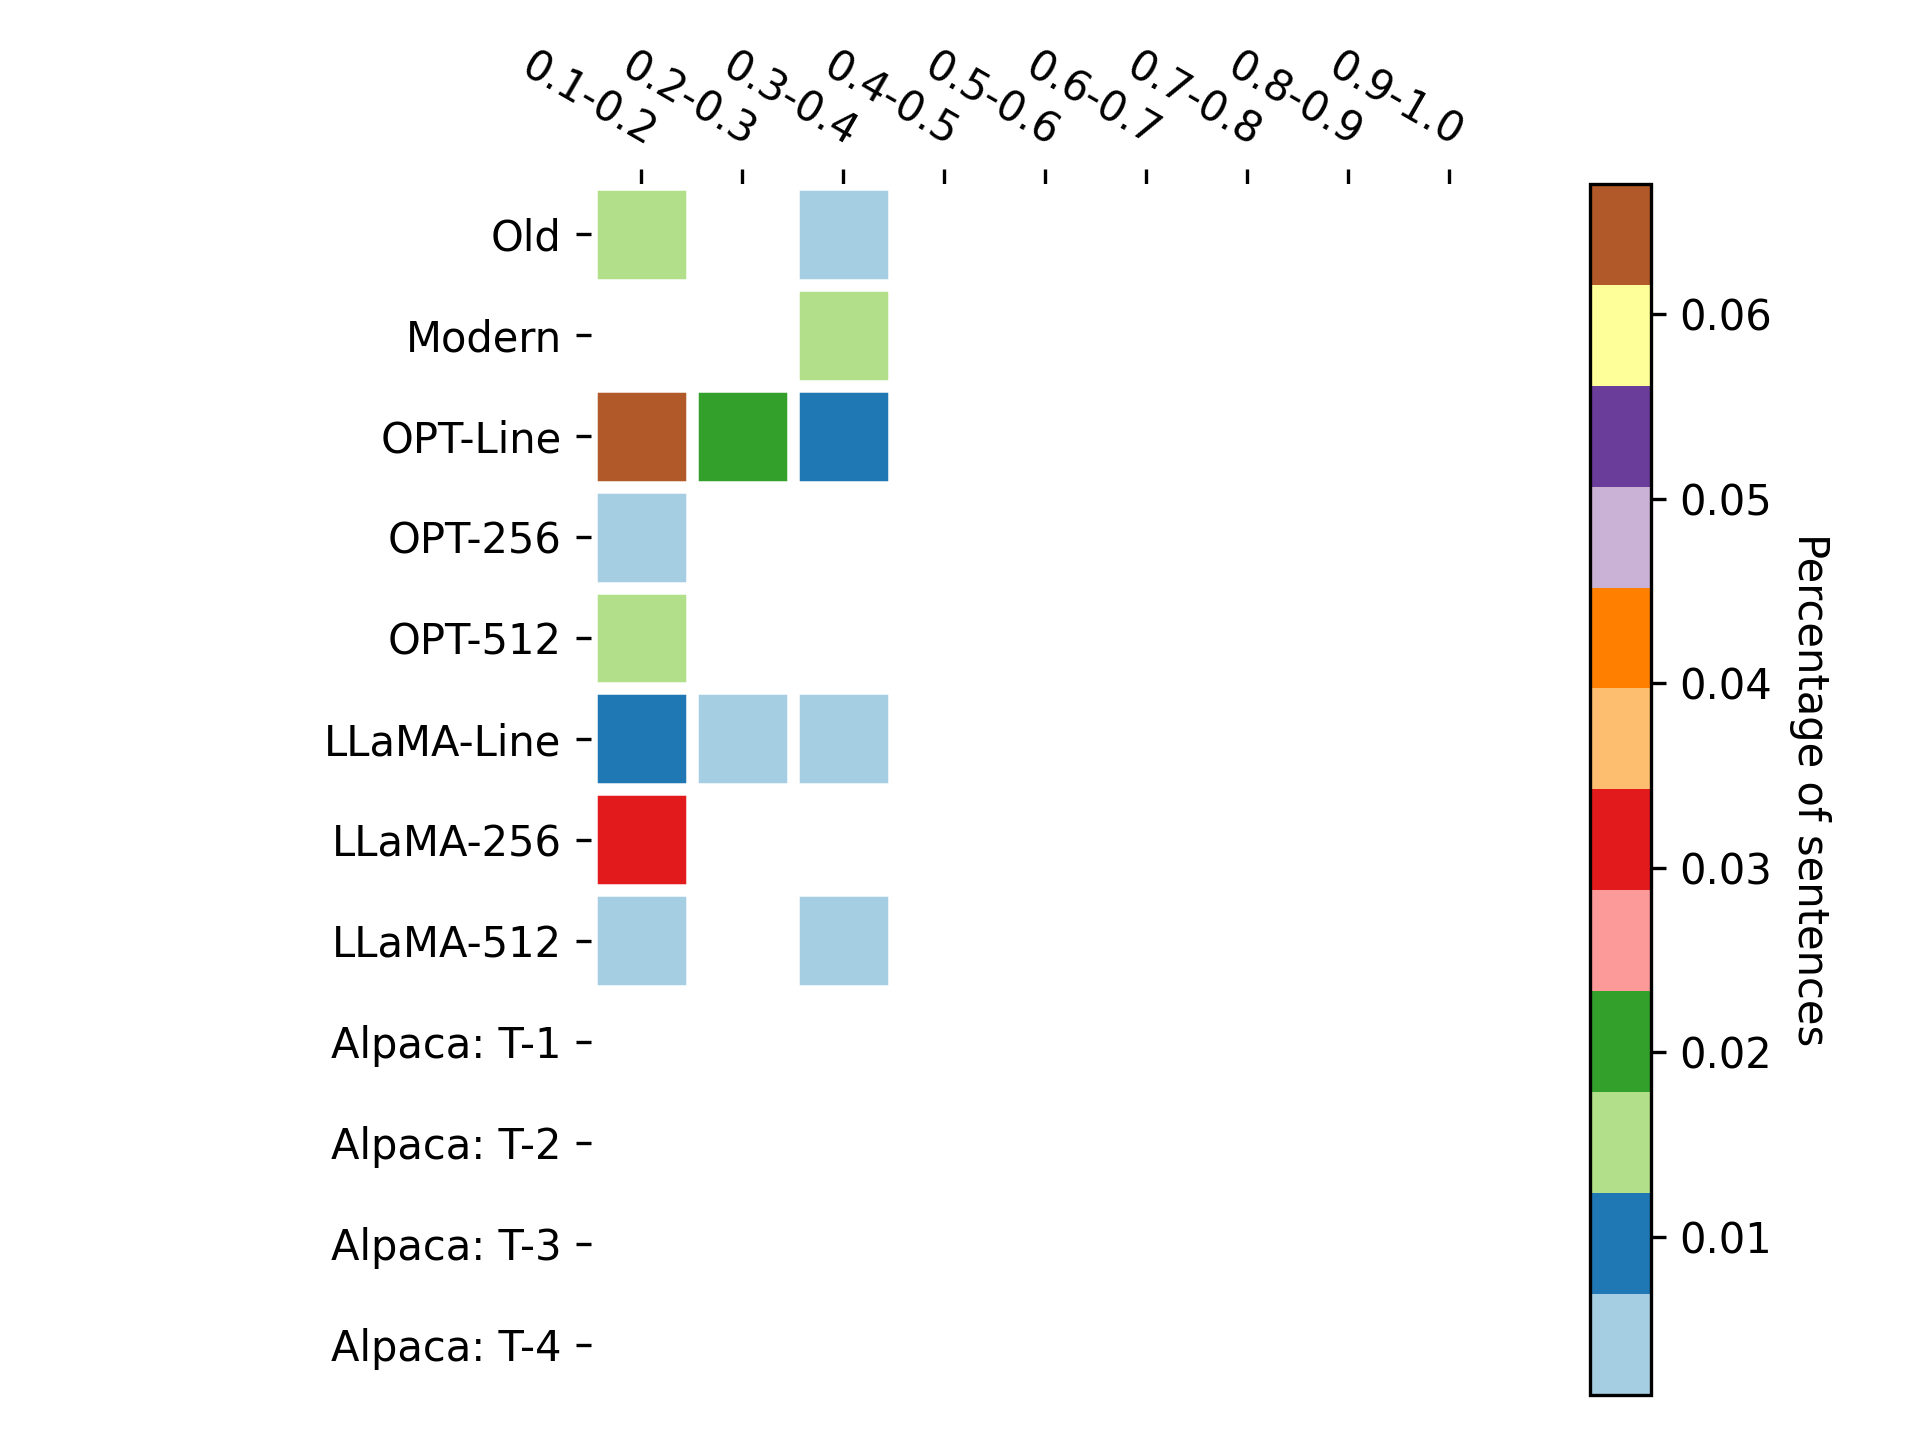 0.1-0.2
0.2-0.3
0.3-0.4
0.4-0.5
0.5-0.6
0.6-0.7
0.7-0.8
0.8-0.9
0.9-1.0
Old
Modern
OPT-Line
OPT-256
OPT-512
LLaMA-Line
LLaMA-256
LLaMA-512
Alpaca: T-1
Alpaca: T-2
Alpaca: T-3
Alpaca: T-4
0.06
0.05
0.04
0.03
0.02
0.01
Percentage of sentences